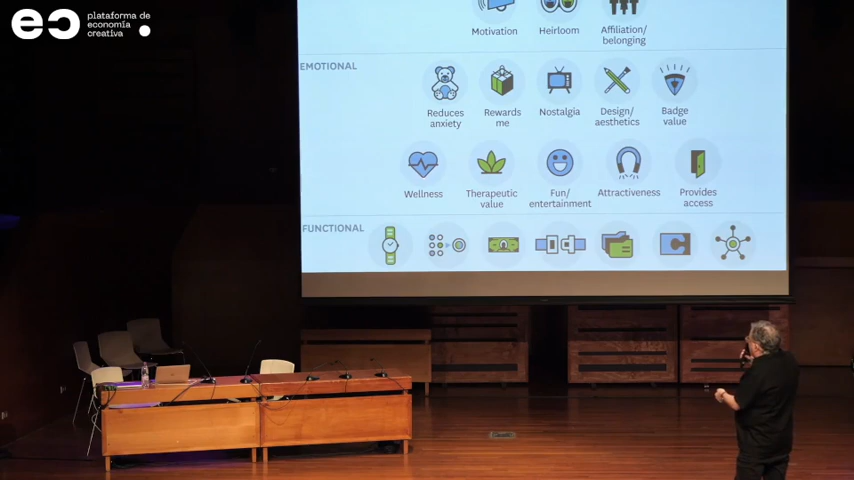 plataforma de
economía
creativa
Motivation
Heirloom
Affiliation/
belonging
EMOTIONAL
Reduces
anxiety
Rewards
me
Nostalgia
Design/
aesthetics
Badge
value
Wellness
Therapeutic
value
Fun/
entertainment
Attractiveness
Provides
access
FUNCTIONAL